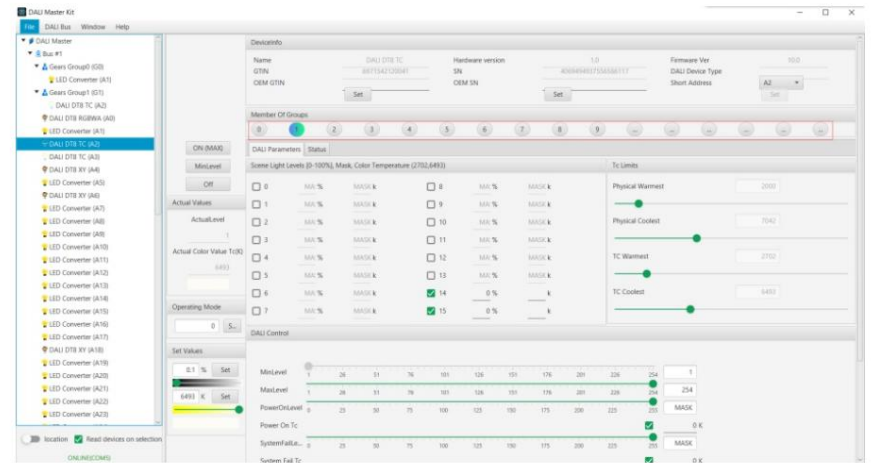 DALI Master Kit
File DALI Bus Window Help
DALI Master
Bus #1
Gears Group0 (G0)
LED Converter (A1)
Gears Group1 (G1)
DALI DT8 TC (A2)
DALI DT8 RGBWA (A0)
LED Converter (A1)
DALI DT8 TC (A2)
DALI DT8 TC (A3)
DALI DT8 XY (A4)
LED Converter (A5)
DALI DT8 XY (A6)
LED Converter (A7)
LED Converter (A8)
LED Converter (A9)
LED Converter (A10)
LED Converter (A11)
LED Converter (A12)
LED Converter (A13)
LED Converter (A14)
LED Converter (A15)
LED Converter (A16)
LED Converter (A17)
DALI DT8 XY (A18)
LED Converter (A19)
LED Converter (A20)
LED Converter (A21)
LED Converter (A22)
LED Converter (A23)
location Read devices on selection
ONLINE(COM5)
ON (MAX)
MinLevel
Off
Actual Values
ActualLevel
1
Actual Color Value Tc(K)
6493
Operating Mode
0 S...
Set Values
0.1 % Set
6493 K Set
DeviceInfo
Name DALI DT8 TC Hardware version 1.0 Firmware Ver
GTIN SN DALI Device Type
OEM GTIN OEM SN Short Address A2
Set Set Set
Member Of Groups
0 1 2 3 4 5 6 7 8 9 ... ... ... ... ... ...
DALI Parameters Status
Scene Light Levels [0-100%], Mask, Color Temperature (2702,6493)
0 MA % MASK k 8 MA % MASK k
1 MA % MASK k 9 MA % MASK k
2 MA % MASK k 10 MA % MASK k
3 MA % MASK k 11 MA % MASK k
4 MA % MASK k 12 MA % MASK k
5 MA % MASK k 13 MA % MASK k
6 MA % MASK k 14 0 % k
7 MA % MASK k 15 0 % k
Tc Limits
Physical Warmest 2000
Physical Coolest 7042
TC Warmest 2702
TC Coolest 6493
DALI Control
MinLevel 1 26 51 76 101 126 151 176 201 226 254 1
MaxLevel 1 26 51 76 101 126 151 176 201 226 254 254
PowerOnLevel 0 25 50 75 100 125 150 175 200 225 255 MASK
Power On Tc 0 K
SystemFailLe... 0 25 50 75 100 125 150 175 200 225 255 MASK
System Fail Tc 0 K